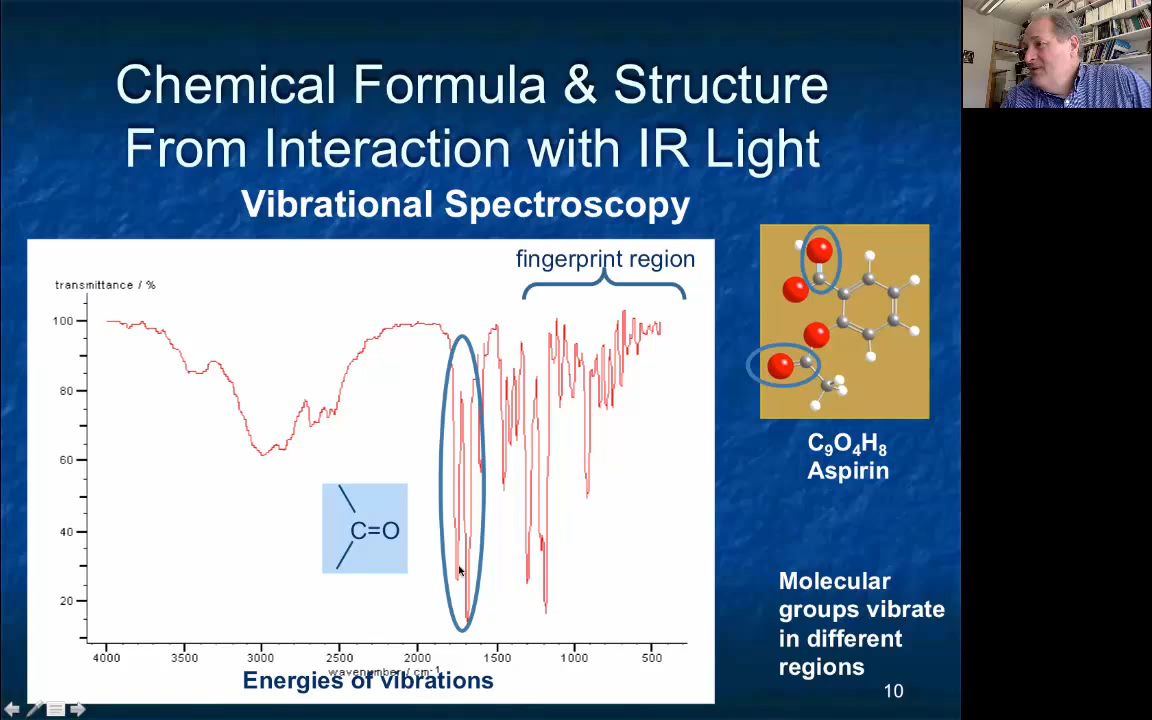 Chemical Formula & Structure
From Interaction with IR Light
Vibrational Spectroscopy
fingerprint region
transmittance / %
100
80
60
40
20
C=O
4000 3500 3000 2500 2000 1500 1000 500
wavenumber / cm-1
Energies of vibrations
C₉O₄H₈
Aspirin
Molecular
groups vibrate
in different
regions
10